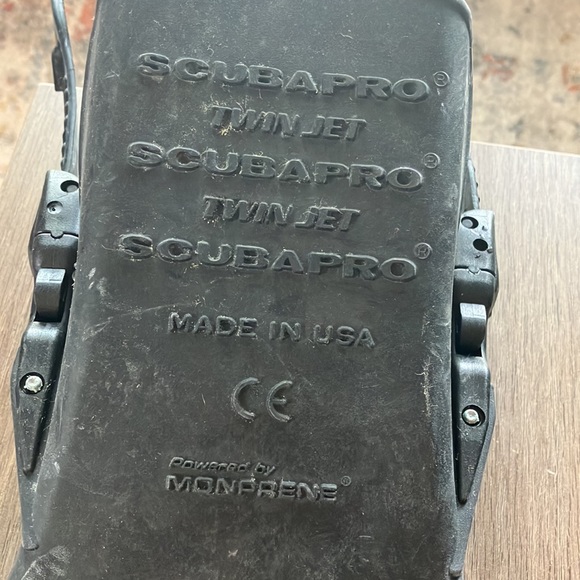 SCUBAPRO®
TWIN JET
SCUBAPRO®
TWIN JET
SCUBAPRO®
MADE IN USA
CE
Powered by
MONPRENE®